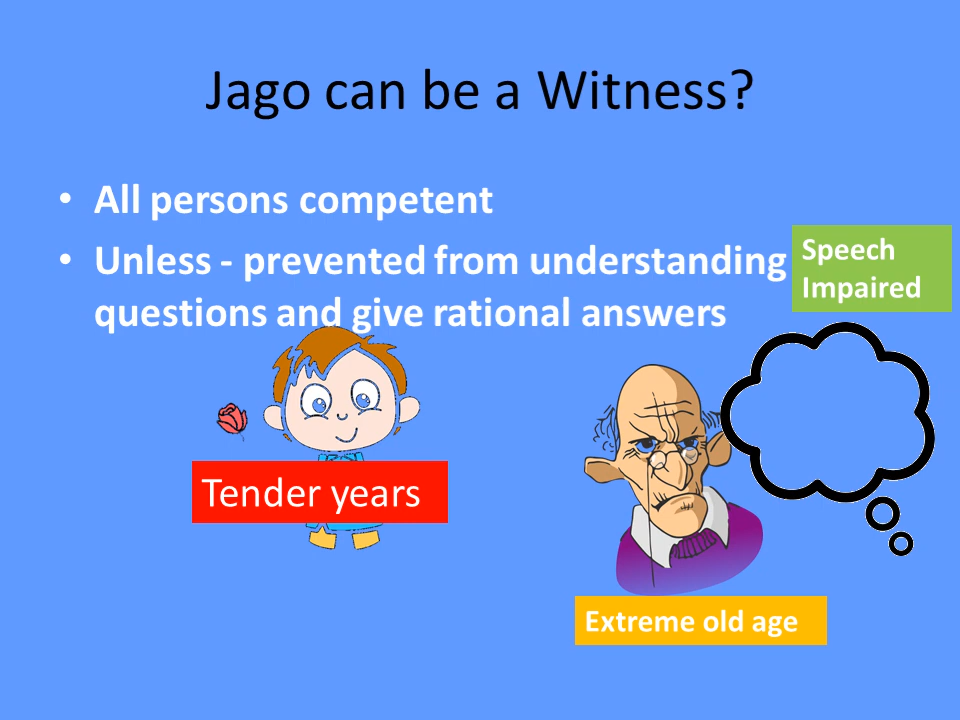 Jago can be a Witness?
• All persons competent
• Unless - prevented from understanding
questions and give rational answers
Speech
Impaired
Tender years
Extreme old age